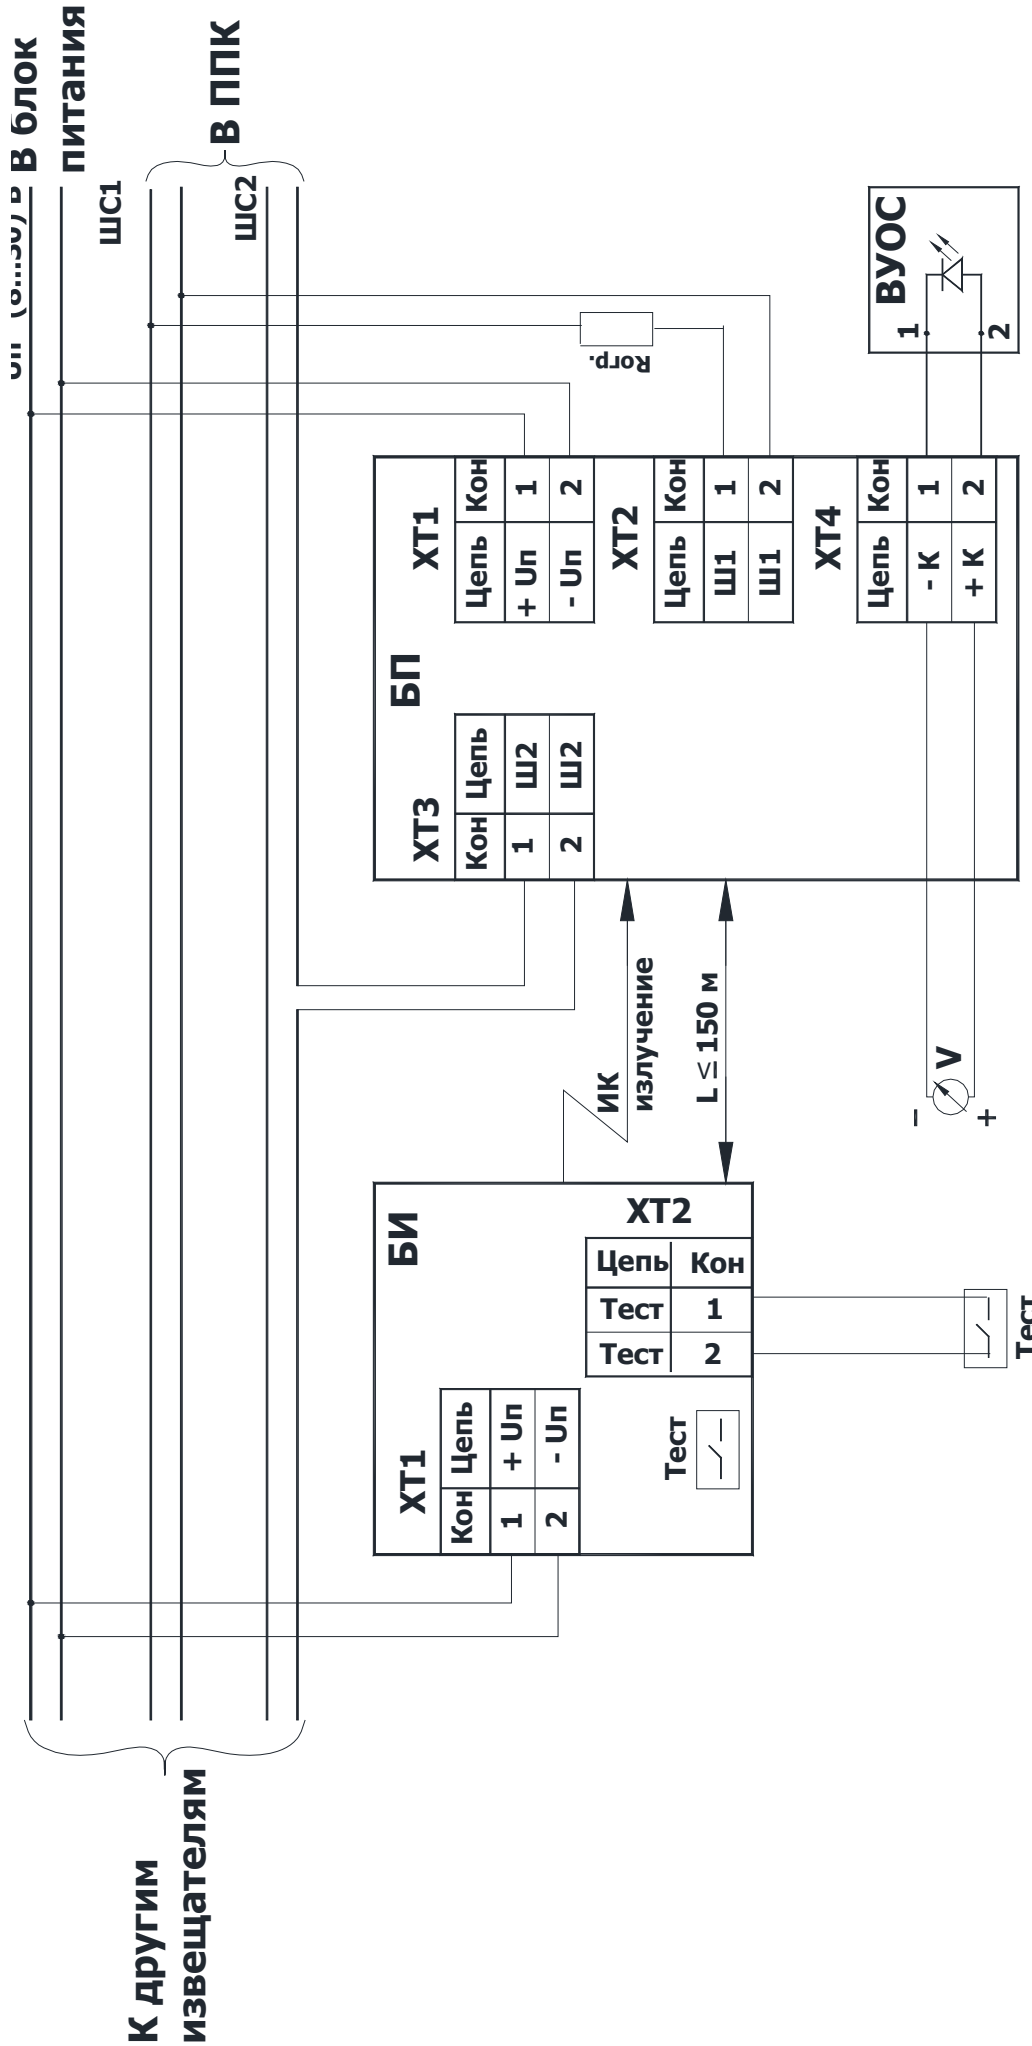 В блок
питания
ШС1
В ППК
ШС2
К другим
извещателям
БИ
ХТ1
Кон Цепь
1 + Uп
2 - Uп
ХТ2
Цепь Кон
Тест 1
Тест 2
Тест
Тест
ИК
излучение
L ≤ 150 м
БП
ХТ3
Кон Цепь
1 Ш2
2 Ш2
ХТ1
Цепь Кон
+ Uп 1
- Uп 2
ХТ2
Цепь Кон
Ш1 1
Ш1 2
ХТ4
Цепь Кон
- К 1
+ К 2
Rогр.
ВУОС
1
2
– V
+